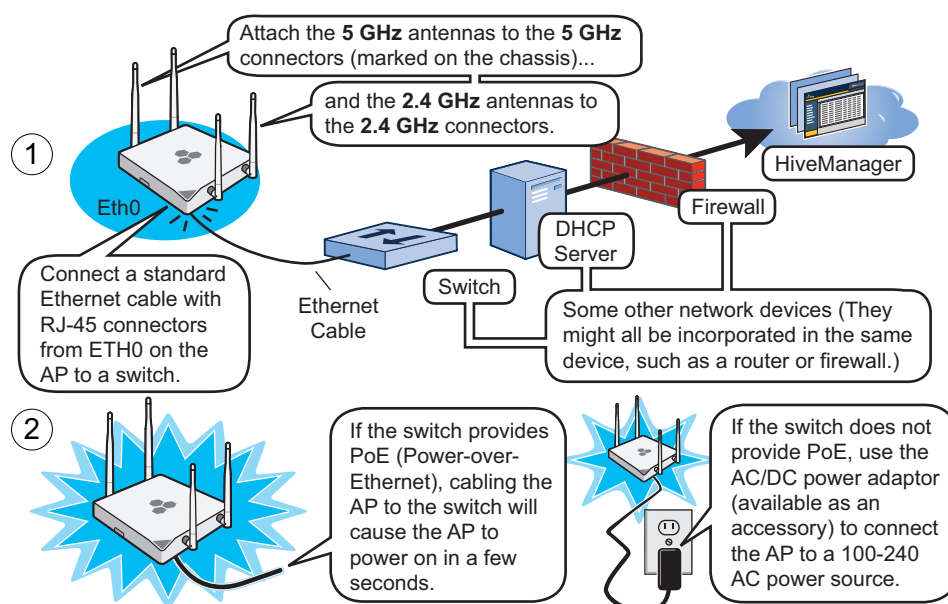 Attach the 5 GHz antennas to the 5 GHz
connectors (marked on the chassis)...
and the 2.4 GHz antennas to
the 2.4 GHz connectors.
1
HiveManager
Eth0
Firewall
DHCP
Server
Switch
Ethernet
Cable
Connect a standard
Ethernet cable with
RJ-45 connectors
from ETH0 on the
AP to a switch.
Some other network devices (They
might all be incorporated in the same
device, such as a router or firewall.)
2
If the switch provides
PoE (Power-over-
Ethernet), cabling the
AP to the switch will
cause the AP to
power on in a few
seconds.
If the switch does not
provide PoE, use the
AC/DC power adaptor
(available as an
accessory) to connect
the AP to a 100-240
AC power source.